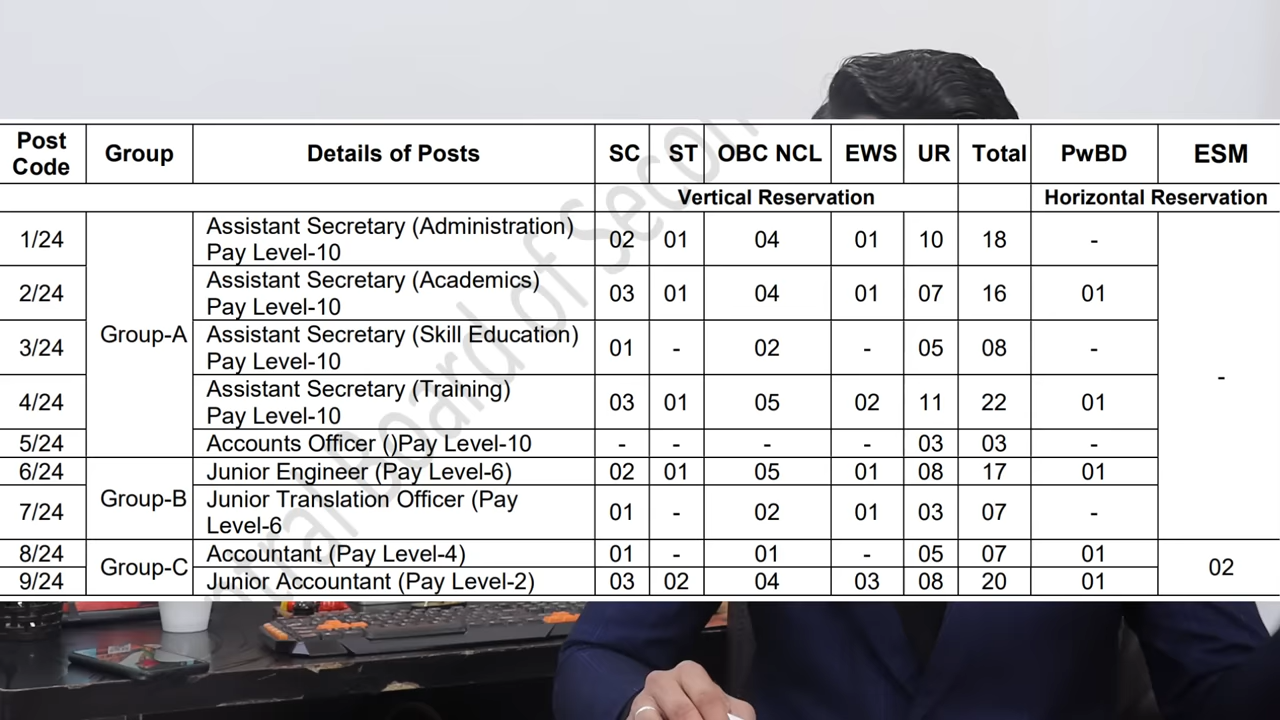 Post Code Group Details of Posts SC ST OBC NCL EWS UR Total PwBD ESM
Vertical Reservation Horizontal Reservation
1/24 Group-A Assistant Secretary (Administration) Pay Level-10 02 01 04 01 10 18 - -
2/24 Assistant Secretary (Academics) Pay Level-10 03 01 04 01 07 16 01
3/24 Assistant Secretary (Skill Education) Pay Level-10 01 - 02 - 05 08 -
4/24 Assistant Secretary (Training) Pay Level-10 03 01 05 02 11 22 01
5/24 Accounts Officer ()Pay Level-10 - - - - 03 03 -
6/24 Group-B Junior Engineer (Pay Level-6) 02 01 05 01 08 17 01
7/24 Junior Translation Officer (Pay Level-6 01 - 02 01 03 07 -
8/24 Group-C Accountant (Pay Level-4) 01 - 01 - 05 07 01 02
9/24 Junior Accountant (Pay Level-2) 03 02 04 03 08 20 01